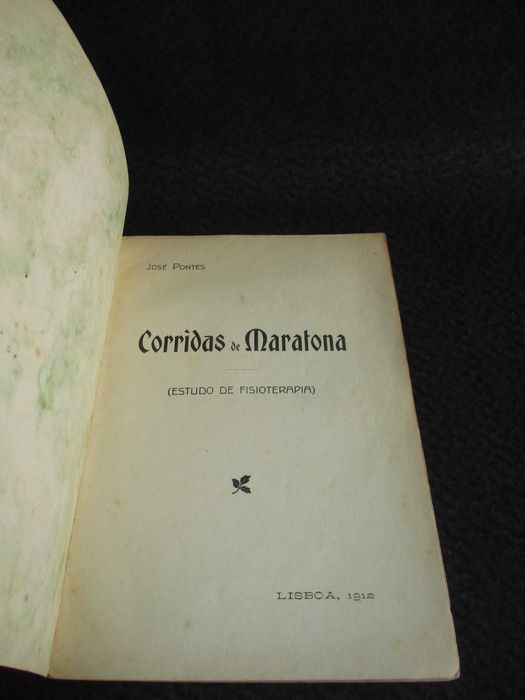 José Pontes
Corridas de Maratona
(ESTUDO DE FISIOTERAPIA)
LISBOA, 1912